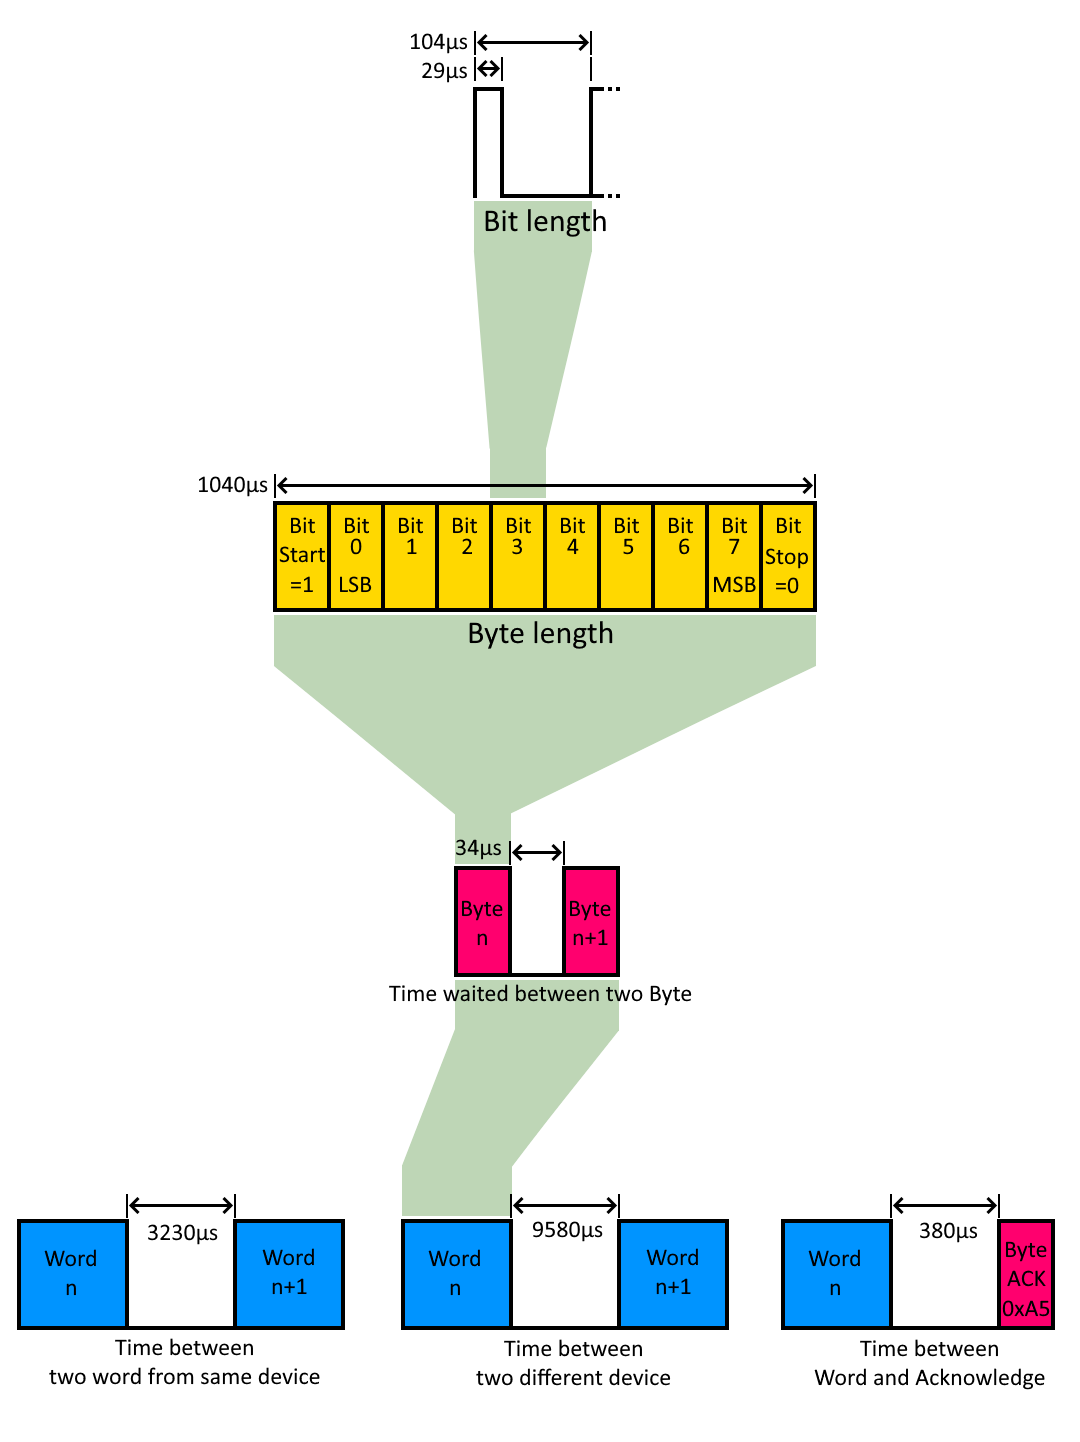 104µs
29µs
Bit length
1040µs
Bit Start =1
Bit 0 LSB
Bit 1
Bit 2
Bit 3
Bit 4
Bit 5
Bit 6
Bit 7 MSB
Bit Stop =0
Byte length
34µs
Byte n
Byte n+1
Time waited between two Byte
Word n
3230µs
Word n+1
Time between
two word from same device
Word n
9580µs
Word n+1
Time between
two different device
Word n
380µs
Byte ACK 0xA5
Time between
Word and Acknowledge